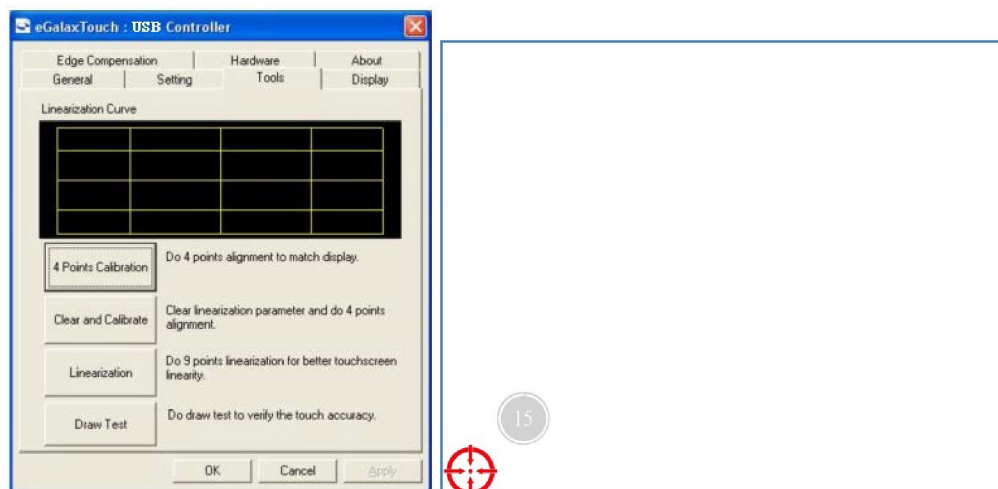 eGalaxTouch : USB Controller
Edge Compensation Hardware About
General Setting Tools Display
Linearization Curve
4 Points Calibration
Do 4 points alignment to match display.
Clear and Calibrate
Clear linearization parameter and do 4 points
alignment.
Linearization
Do 9 points linearization for better touchscreen
linearity.
Draw Test
Do draw test to verify the touch accuracy.
OK Cancel Apply
15